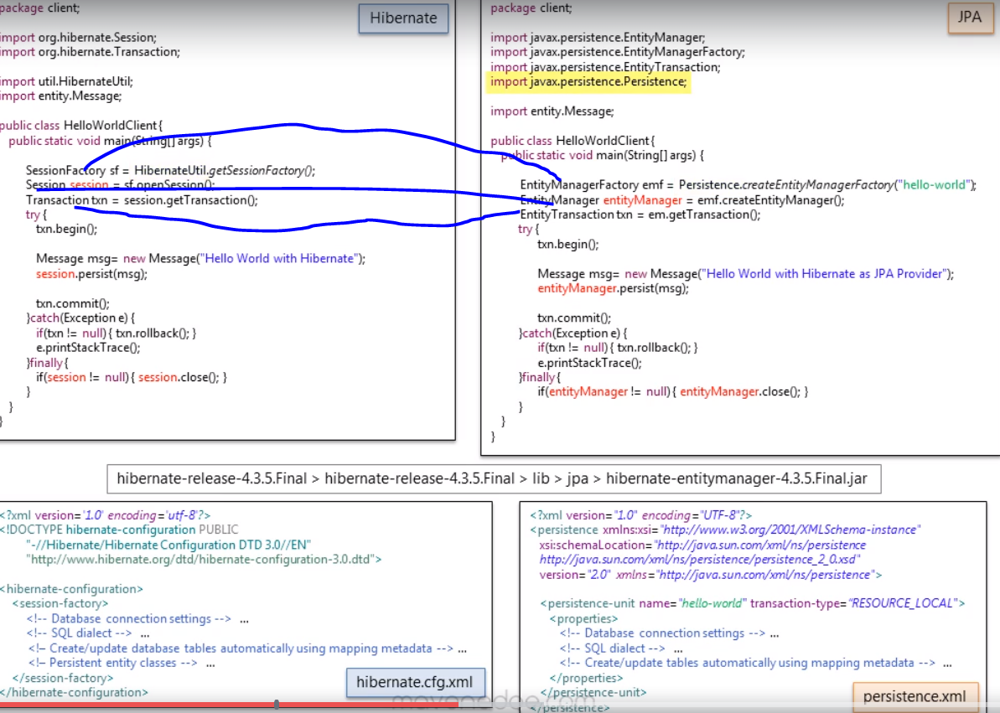 package client;
Hibernate
import org.hibernate.Session;
import org.hibernate.Transaction;
import util.HibernateUtil;
import entity.Message;
public class HelloWorldClient{
public static void main(String[] args) {
SessionFactory sf = HibernateUtil.getSessionFactory();
Session session = sf.openSession();
Transaction txn = session.getTransaction();
try {
txn.begin();
Message msg= new Message("Hello World with Hibernate");
session.persist(msg);
txn.commit();
}catch(Exception e) {
if(txn != null) { txn.rollback(); }
e.printStackTrace();
}finally {
if(session != null) { session.close(); }
}
}
}
package client;
JPA
import javax.persistence.EntityManager;
import javax.persistence.EntityManagerFactory;
import javax.persistence.EntityTransaction;
import javax.persistence.Persistence;
import entity.Message;
public class HelloWorldClient{
public static void main(String[] args) {
EntityManagerFactory emf = Persistence.createEntityManagerFactory("hello-world");
EntityManager entityManager = emf.createEntityManager();
EntityTransaction txn = em.getTransaction();
try {
txn.begin();
Message msg= new Message("Hello World with Hibernate as JPA Provider");
entityManager.persist(msg);
txn.commit();
}catch(Exception e) {
if(txn != null) { txn.rollback(); }
e.printStackTrace();
}finally {
if(entityManager != null) { entityManager.close(); }
}
}
}
hibernate-release-4.3.5.Final > hibernate-release-4.3.5.Final > lib > jpa > hibernate-entitymanager-4.3.5.Final.jar
<?xml version='1.0' encoding='utf-8'?>
<!DOCTYPE hibernate-configuration PUBLIC
"-//Hibernate/Hibernate Configuration DTD 3.0//EN"
"http://www.hibernate.org/dtd/hibernate-configuration-3.0.dtd">
<hibernate-configuration>
<session-factory>
<!-- Database connection settings --> ...
<!-- SQL dialect --> ...
<!– Create/update database tables automatically using mapping metadata --> ...
<!– Persistent entity classes --> ...
</session-factory>
</hibernate-configuration>
hibernate.cfg.xml
<?xml version="1.0" encoding="UTF-8"?>
<persistence xmlns:xsi="http://www.w3.org/2001/XMLSchema-instance"
xsi:schemaLocation="http://java.sun.com/xml/ns/persistence
http://java.sun.com/xml/ns/persistence/persistence_2_0.xsd"
version="2.0" xmlns="http://java.sun.com/xml/ns/persistence">
<persistence-unit name="hello-world" transaction-type="RESOURCE_LOCAL">
<properties>
<!-- Database connection settings --> ...
<!-- SQL dialect --> ...
<!-- Create/update tables automatically using mapping metadata --> ...
</properties>
</persistence-unit>
</persistence>
persistence.xml